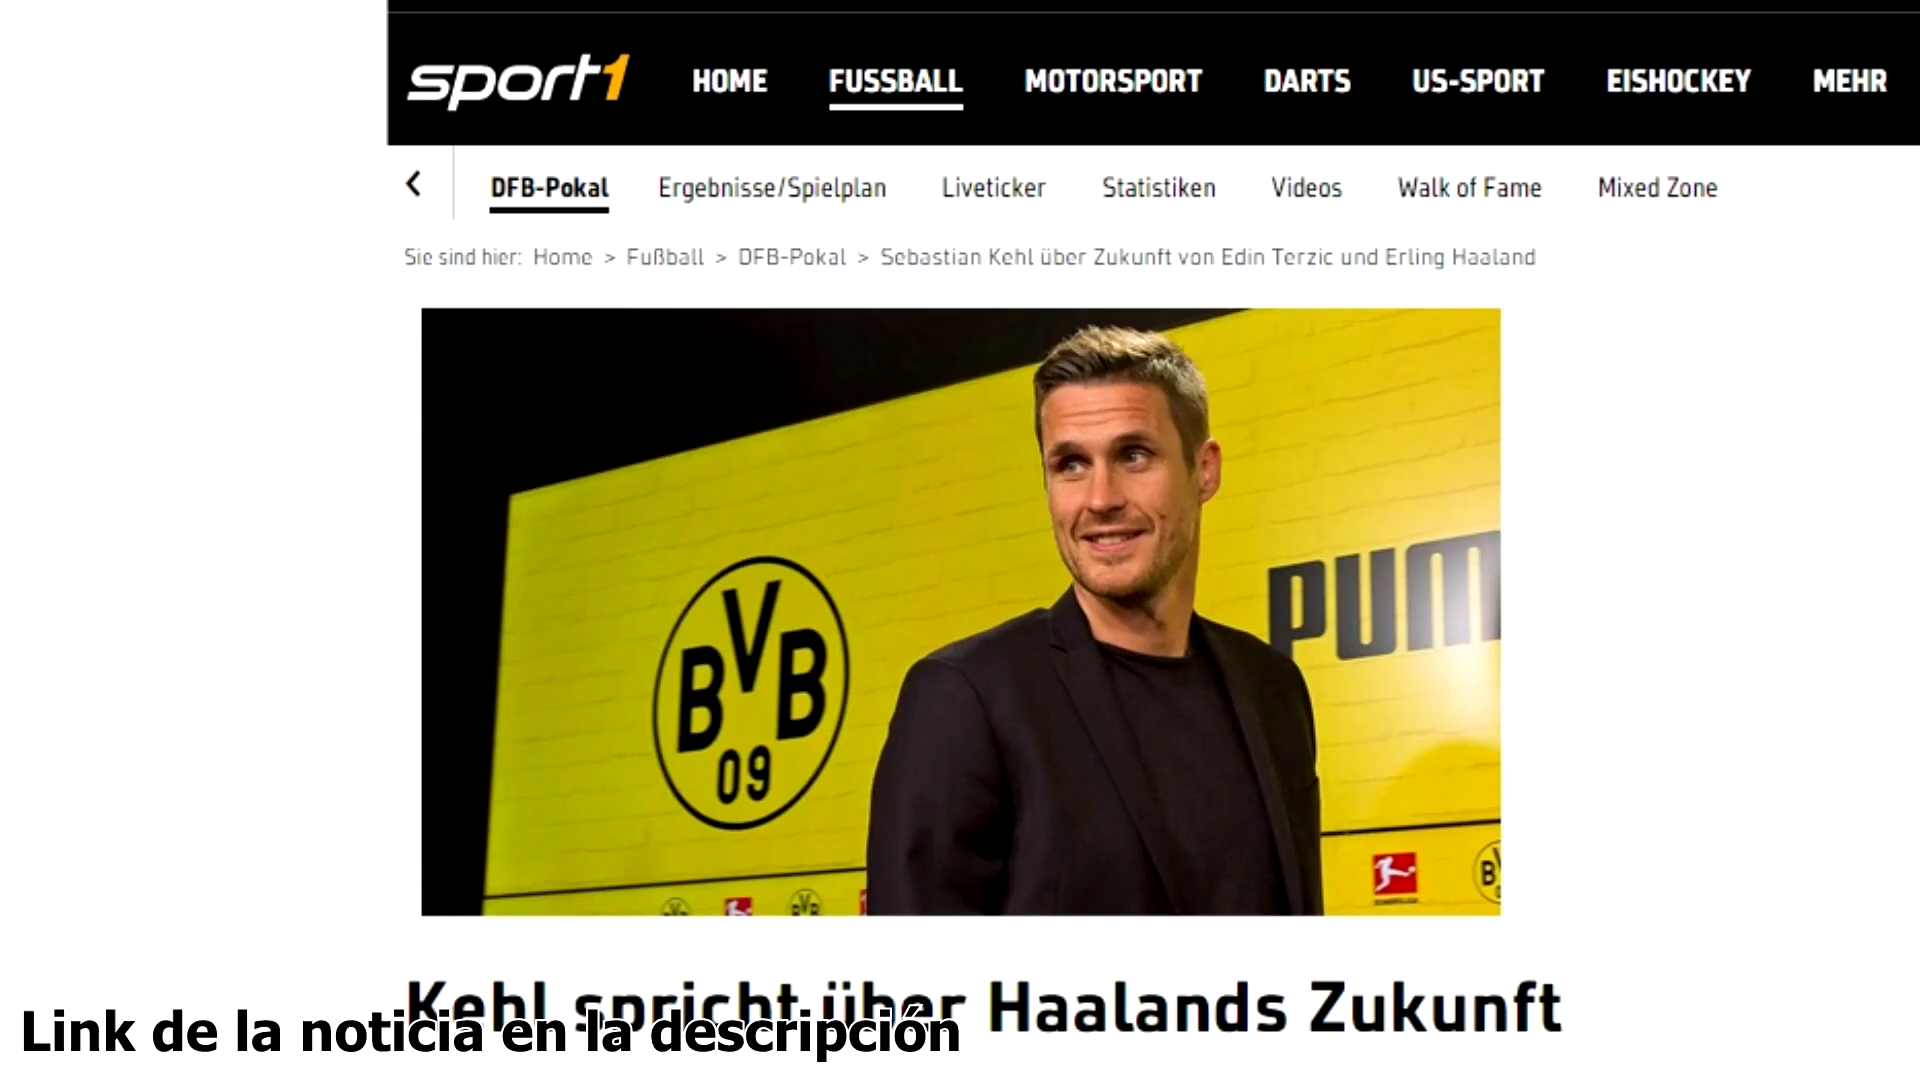 sport1 HOME FUSSBALL MOTORSPORT DARTS US-SPORT EISHOCKEY MEHR
DFB-Pokal Ergebnisse/Spielplan Liveticker Statistiken Videos Walk of Fame Mixed Zone
Sie sind hier: Home > Fußball > DFB-Pokal > Sebastian Kehl über Zukunft von Edin Terzic und Erling Haaland
BVB
09
PUM
Kehl spricht über Haalands Zukunft
Link de la noticia en la descripción